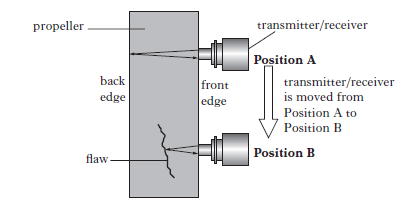 propeller
transmitter/receiver
Position A
back
edge
front
edge
transmitter/receiver
is moved from
Position A to
Position B
flaw
Position B